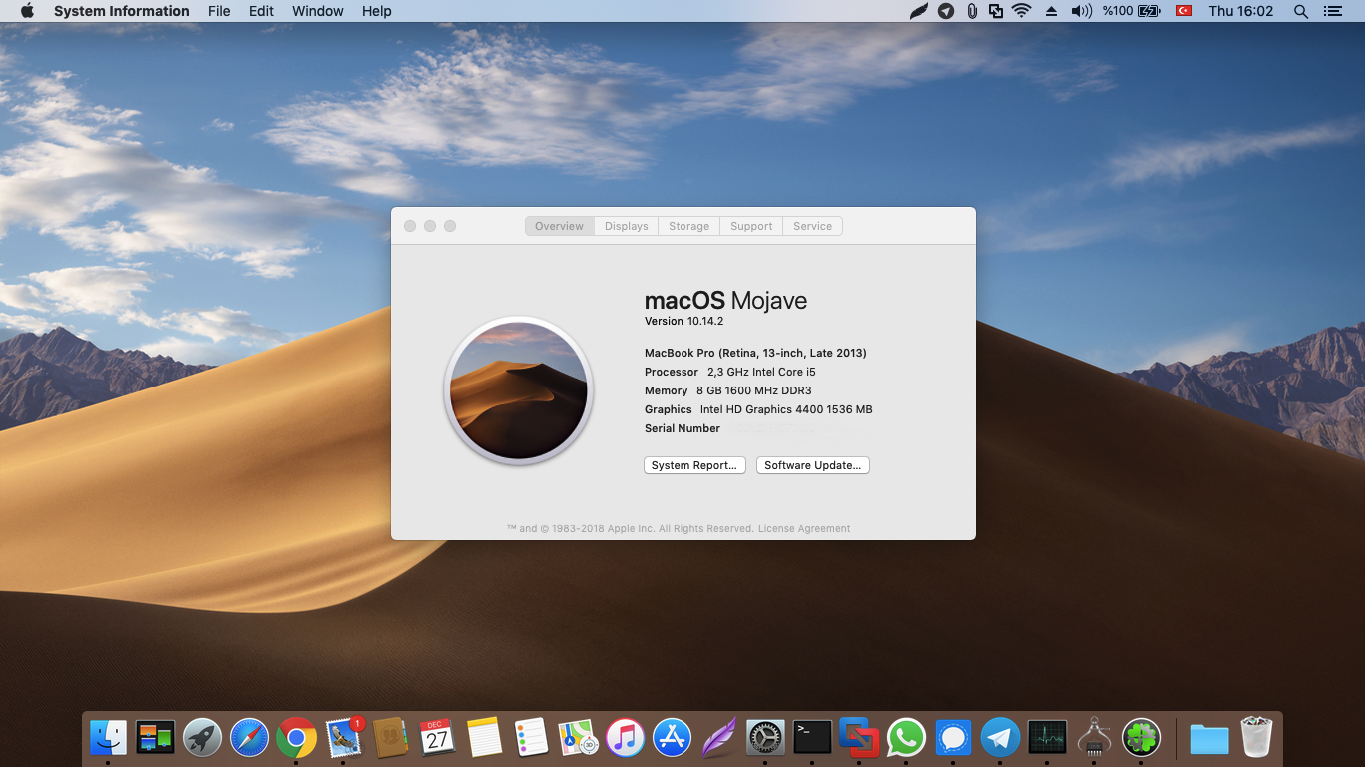 System Information File Edit Window Help %100 Thu 16:02
Overview Displays Storage Support Service
macOS Mojave
Version 10.14.2
MacBook Pro (Retina, 13-inch, Late 2013)
Processor 2,3 GHz Intel Core i5
Memory 8 GB 1600 MHz DDR3
Graphics Intel HD Graphics 4400 1536 MB
Serial Number
System Report... Software Update...
™ and © 1983-2018 Apple Inc. All Rights Reserved. License Agreement
1
DEC
27
3D
>_